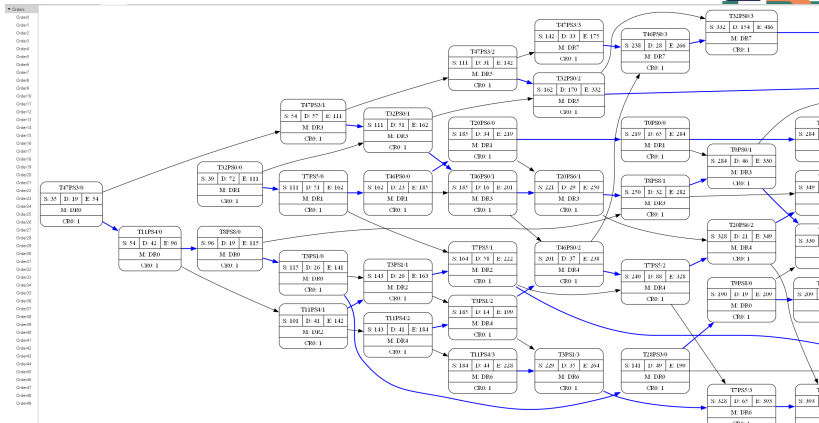 Orders
Order0
Order1
Order2
Order3
Order4
Order5
Order6
Order7
Order8
Order9
Order10
Order11
Order12
Order13
Order14
Order15
Order16
Order17
Order18
Order19
Order20
Order21
Order22
Order23
Order24
Order25
Order26
Order27
Order28
Order29
Order30
Order31
Order32
Order33
Order34
Order35
Order36
Order37
Order38
Order39
Order40
Order41
Order42
Order43
Order44
Order45
Order46
Order47
Order48
Order49
T47PS3/0
S: 35 D: 19 E: 54
M: DR0
CR0: 1
T11PS4/0
S: 54 D: 42 E: 96
M: DR0
CR0: 1
T32PS0/0
S: 39 D: 72 E: 111
M: DR1
CR0: 1
T8PS8/0
S: 96 D: 19 E: 115
M: DR0
CR0: 1
T47PS3/1
S: 54 D: 57 E: 111
M: DR3
CR0: 1
T7PS5/0
S: 111 D: 51 E: 162
M: DR1
CR0: 1
T3PS1/0
S: 115 D: 26 E: 141
M: DR0
CR0: 1
T11PS4/1
S: 101 D: 41 E: 142
M: DR2
CR0: 1
T32PS0/1
S: 111 D: 51 E: 162
M: DR3
CR0: 1
T46PS0/0
S: 162 D: 23 E: 185
M: DR1
CR0: 1
T3PS1/1
S: 143 D: 20 E: 163
M: DR2
CR0: 1
T11PS4/2
S: 143 D: 41 E: 184
M: DR4
CR0: 1
T47PS3/2
S: 111 D: 31 E: 142
M: DR5
CR0: 1
T20PS6/0
S: 185 D: 34 E: 219
M: DR1
CR0: 1
T46PS0/1
S: 185 D: 16 E: 201
M: DR3
CR0: 1
T7PS5/1
S: 164 D: 58 E: 222
M: DR2
CR0: 1
T3PS1/2
S: 185 D: 14 E: 199
M: DR4
CR0: 1
T11PS4/3
S: 184 D: 44 E: 228
M: DR6
CR0: 1
T47PS3/3
S: 142 D: 33 E: 175
M: DR7
CR0: 1
T32PS0/2
S: 162 D: 170 E: 332
M: DR5
CR0: 1
T20PS6/1
S: 221 D: 29 E: 250
M: DR3
CR0: 1
T46PS0/2
S: 201 D: 37 E: 238
M: DR4
CR0: 1
T3PS1/3
S: 229 D: 35 E: 264
M: DR6
CR0: 1
T46PS0/3
S: 238 D: 28 E: 266
M: DR7
CR0: 1
T0PS0/0
S: 219 D: 65 E: 284
M: DR1
CR0: 1
T8PS8/1
S: 250 D: 32 E: 282
M: DR3
CR0: 1
T7PS5/2
S: 240 D: 88 E: 328
M: DR4
CR0: 1
T28PS3/0
S: 141 D: 49 E: 190
M: DR0
CR0: 1
T32PS0/3
S: 332 D: 154 E: 486
M: DR7
CR0: 1
S: 284 D: 46 E: 330
M: DR3
CR0: 1
T20PS6/2
S: 328 D: 21 E: 349
M: DR4
CR0: 1
T9PS8/0
S: 190 D: 19 E: 209
M: DR0
CR0: 1
T7PS5/3
S: 328 D: 65 E: 393
M: DR6
S: 284
S: 349
S: 330
S: 209
S: 393